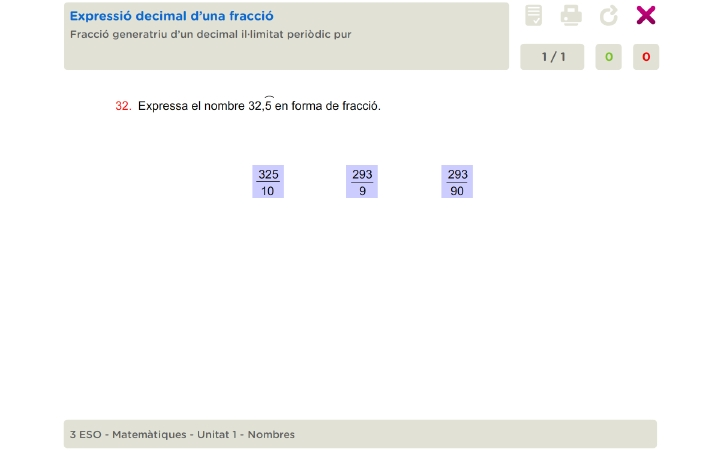 Expressió decimal d'una fracció
Fracció generatriu d'un decimal il·limitat periòdic pur
1 / 1
0
0
32. Expressa el nombre 32,5͡ en forma de fracció.
325
10
293
9
293
90
3 ESO - Matemàtiques - Unitat 1 - Nombres